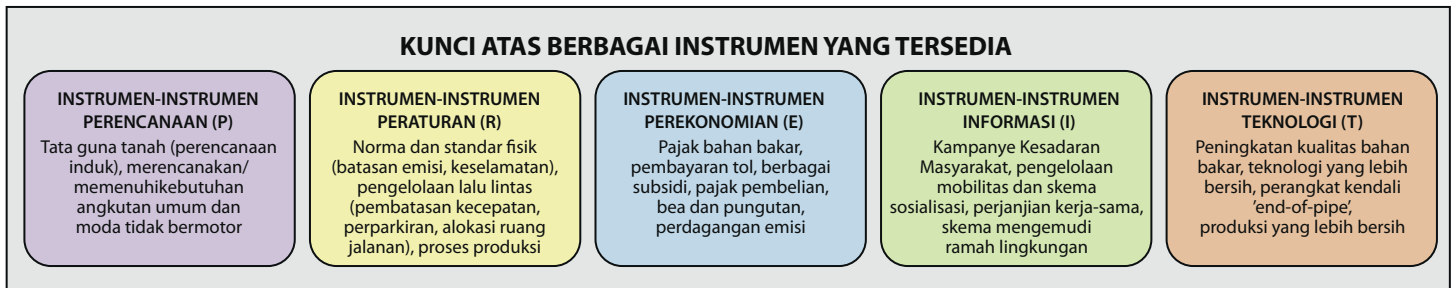 KUNCI ATAS BERBAGAI INSTRUMEN YANG TERSEDIA
INSTRUMEN-INSTRUMEN
PERENCANAAN (P)
Tata guna tanah (perencanaan
induk), merencanakan/
memenuhikebutuhan
angkutan umum dan
moda tidak bermotor
INSTRUMEN-INSTRUMEN
PERATURAN (R)
Norma dan standar fisik
(batasan emisi, keselamatan),
pengelolaan lalu lintas
(pembatasan kecepatan,
perparkiran, alokasi ruang
jalanan), proses produksi
INSTRUMEN-INSTRUMEN
PEREKONOMIAN (E)
Pajak bahan bakar,
pembayaran tol, berbagai
subsidi, pajak pembelian,
bea dan pungutan,
perdagangan emisi
INSTRUMEN-INSTRUMEN
INFORMASI (I)
Kampanye Kesadaran
Masyarakat, pengelolaan
mobilitas dan skema
sosialisasi, perjanjian kerja-sama,
skema mengemudi
ramah lingkungan
INSTRUMEN-INSTRUMEN
TEKNOLOGI (T)
Peningkatan kualitas bahan
bakar, teknologi yang lebih
bersih, perangkat kendali
'end-of-pipe',
produksi yang lebih bersih